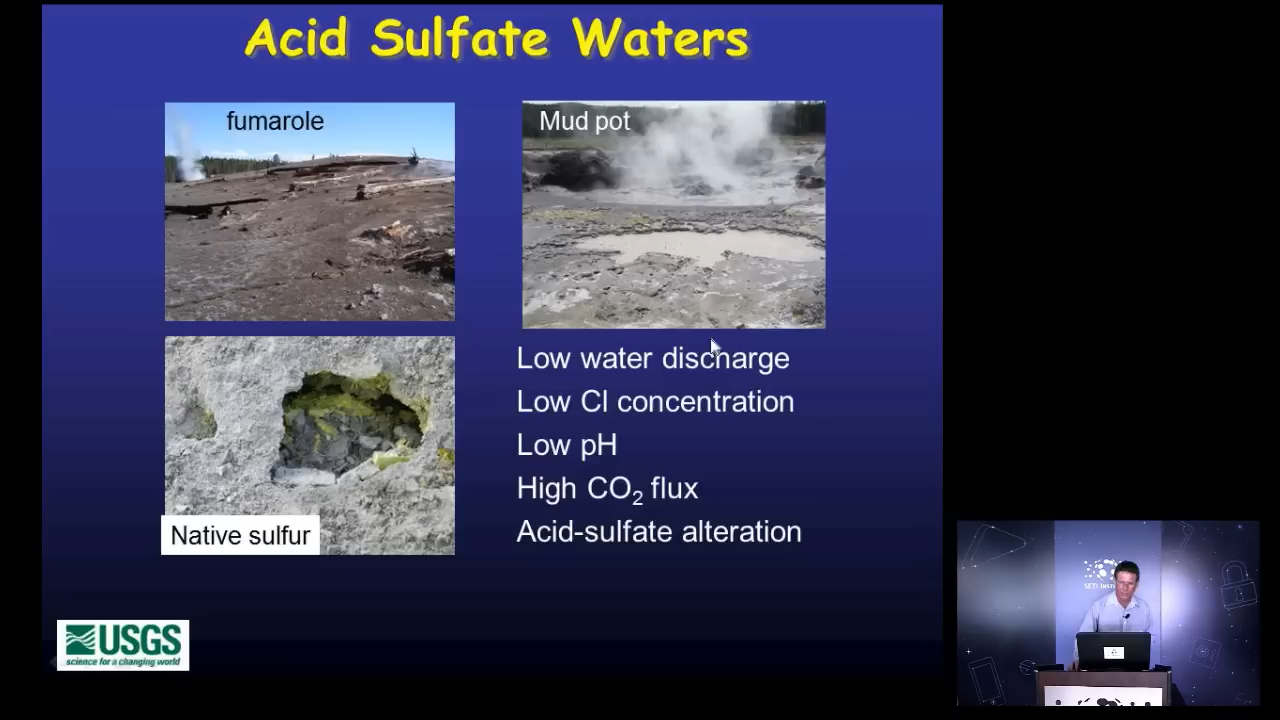 Acid Sulfate Waters
fumarole
Mud pot
Low water discharge
Low Cl concentration
Low pH
High CO₂ flux
Acid-sulfate alteration
Native sulfur
USGS
science for a changing world